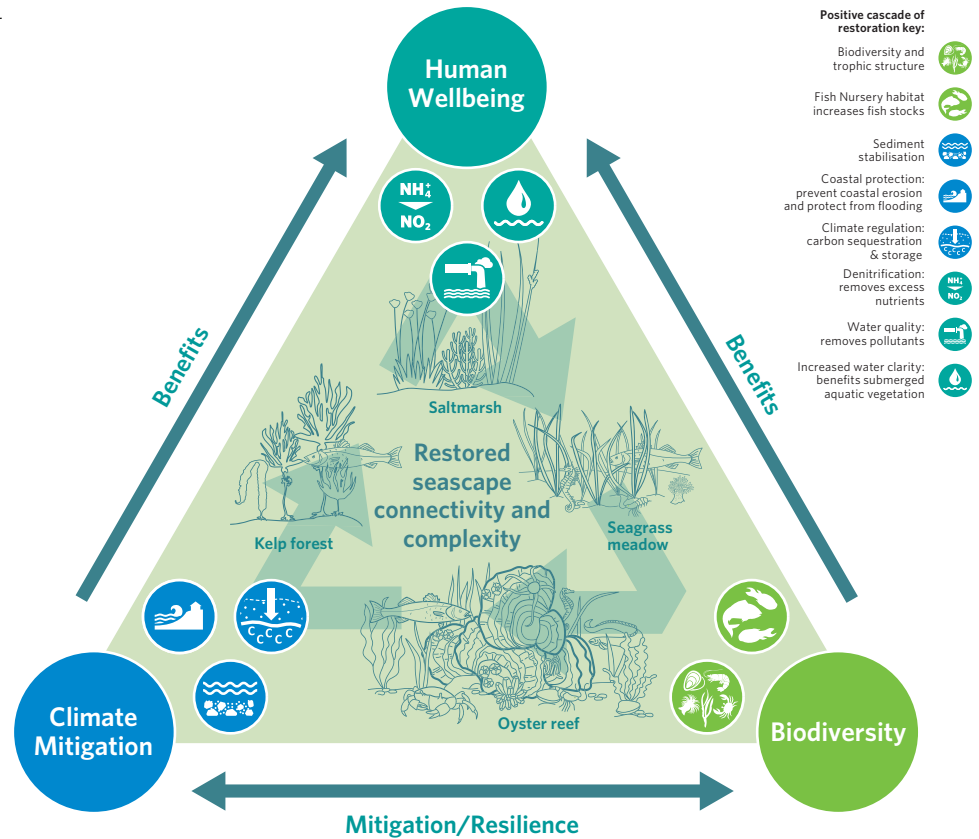 Human
Wellbeing
NH₄⁺
NO₂
Benefits
Benefits
Saltmarsh
Restored
seascape
connectivity and
complexity
Kelp forest
Seagrass
meadow
C C C C
Oyster reef
Climate
Mitigation
Biodiversity
Mitigation/Resilience
Positive cascade of
restoration key:
Biodiversity and
trophic structure
Fish Nursery habitat
increases fish stocks
Sediment
stabilisation
Coastal protection:
prevent coastal erosion
and protect from flooding
Climate regulation:
carbon sequestration
& storage
C C C C
Denitrification:
removes excess
nutrients
NH₄⁺
NO₂
Water quality:
removes pollutants
Increased water clarity:
benefits submerged
aquatic vegetation